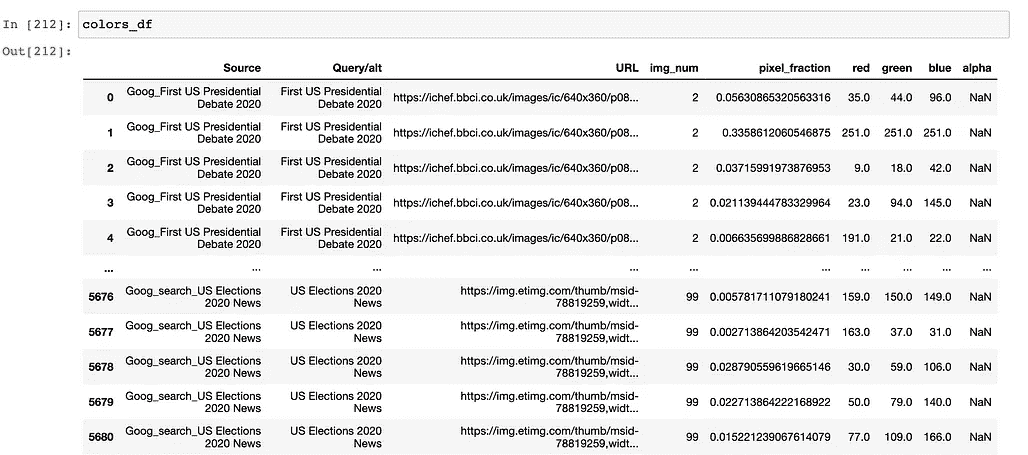 In [212]: colors_df
Out[212]:
Source Query/alt URL img_num pixel_fraction red green blue alpha
0 Goog_First US Presidential Debate 2020 First US Presidential Debate 2020 https://ichef.bbci.co.uk/images/ic/640x360/p08... 2 0.05630865320563316 35.0 44.0 96.0 NaN
1 Goog_First US Presidential Debate 2020 First US Presidential Debate 2020 https://ichef.bbci.co.uk/images/ic/640x360/p08... 2 0.3358612060546875 251.0 251.0 251.0 NaN
2 Goog_First US Presidential Debate 2020 First US Presidential Debate 2020 https://ichef.bbci.co.uk/images/ic/640x360/p08... 2 0.03715991973876953 9.0 18.0 42.0 NaN
3 Goog_First US Presidential Debate 2020 First US Presidential Debate 2020 https://ichef.bbci.co.uk/images/ic/640x360/p08... 2 0.021139444783329964 23.0 94.0 145.0 NaN
4 Goog_First US Presidential Debate 2020 First US Presidential Debate 2020 https://ichef.bbci.co.uk/images/ic/640x360/p08... 2 0.006635699886828661 191.0 21.0 22.0 NaN
... ... ... ... ... ... ... ... ... ...
5676 Goog_search_US Elections 2020 News US Elections 2020 News https://img.etimg.com/thumb/msid-78819259,widt... 99 0.005781711079180241 159.0 150.0 149.0 NaN
5677 Goog_search_US Elections 2020 News US Elections 2020 News https://img.etimg.com/thumb/msid-78819259,widt... 99 0.002713864203542471 163.0 37.0 31.0 NaN
5678 Goog_search_US Elections 2020 News US Elections 2020 News https://img.etimg.com/thumb/msid-78819259,widt... 99 0.028790559619665146 30.0 59.0 106.0 NaN
5679 Goog_search_US Elections 2020 News US Elections 2020 News https://img.etimg.com/thumb/msid-78819259,widt... 99 0.022713864222168922 50.0 79.0 140.0 NaN
5680 Goog_search_US Elections 2020 News US Elections 2020 News https://img.etimg.com/thumb/msid-78819259,widt... 99 0.015221239067614079 77.0 109.0 166.0 NaN